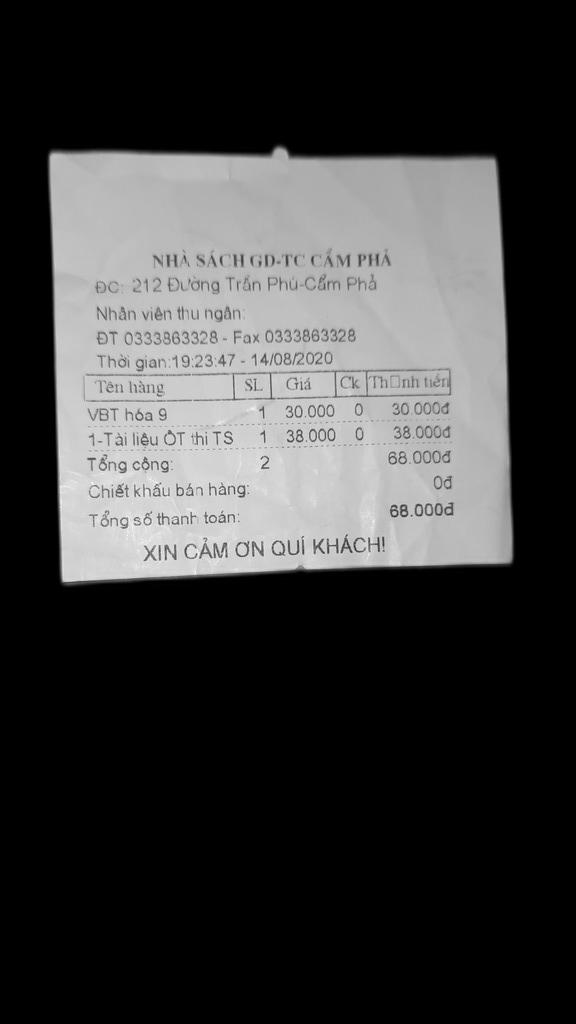 NHÀ SÁCH GD-TC CẨM PHẢ
ĐC: 212 Đường Trần Phú-Cẩm Phả
Nhân viên thu ngân:
ĐT 0333863328 - Fax 0333863328
Thời gian:19:23:47 - 14/08/2020
Tên hàng SL Giá Ck Th□nh tiền
VBT hóa 9 1 30.000 0 30.000đ
1-Tài liệu ÔT thi TS 1 38.000 0 38.000đ
Tổng cộng: 2 68.000đ
Chiết khấu bán hàng: 0đ
Tổng số thanh toán: 68.000đ
XIN CẢM ƠN QUÍ KHÁCH!